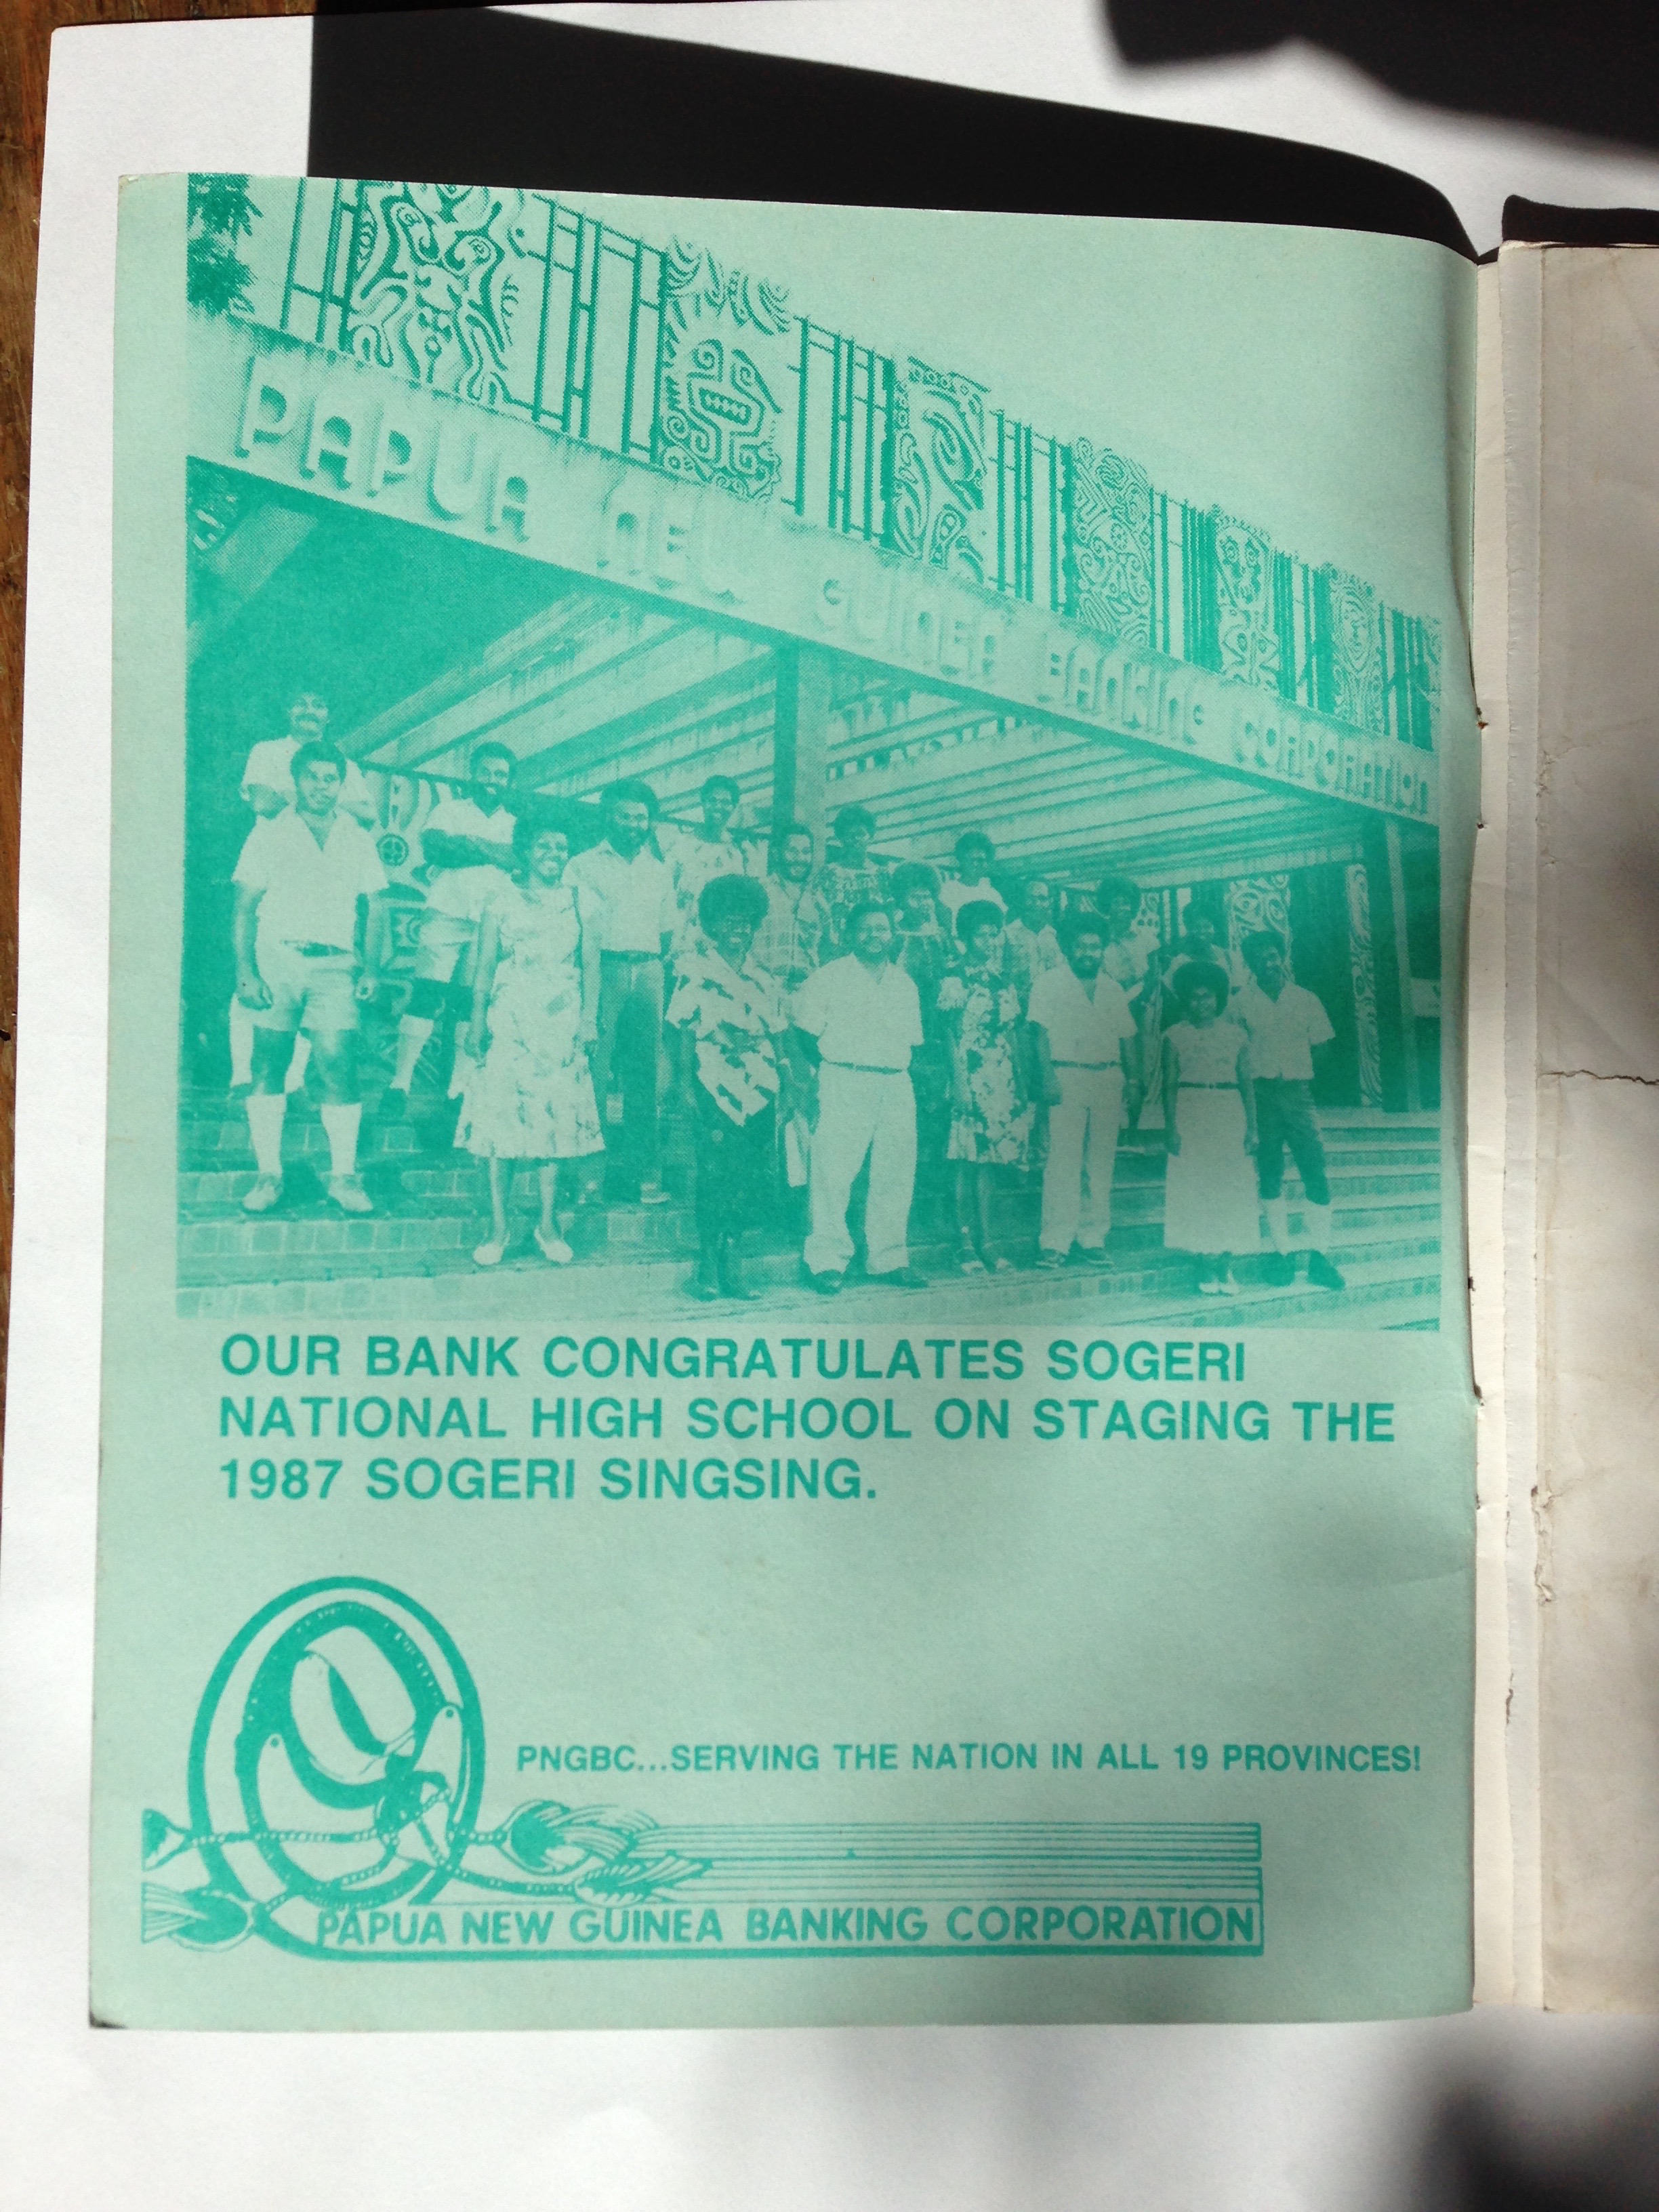 PAPUA NEW GUINEA BANKING CORPORATION
OUR BANK CONGRATULATES SOGERI
NATIONAL HIGH SCHOOL ON STAGING THE
1987 SOGERI SINGSING.
PNGBC...SERVING THE NATION IN ALL 19 PROVINCES!
PAPUA NEW GUINEA BANKING CORPORATION